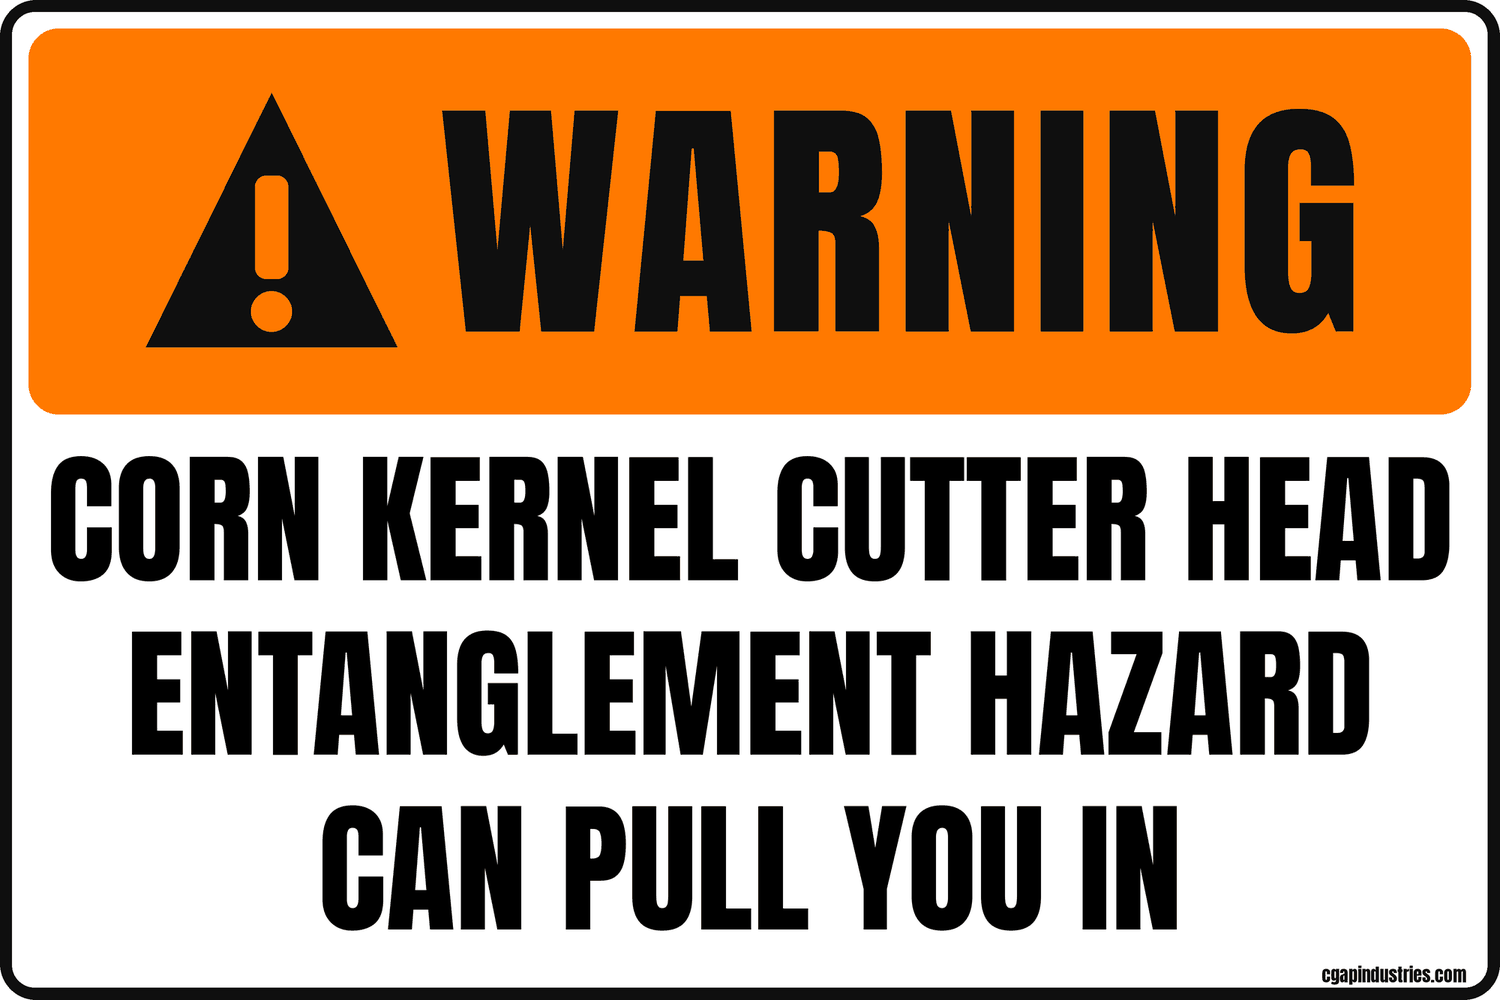 WARNING
CORN KERNEL CUTTER HEAD
ENTANGLEMENT HAZARD
CAN PULL YOU IN
cgapindustries.com